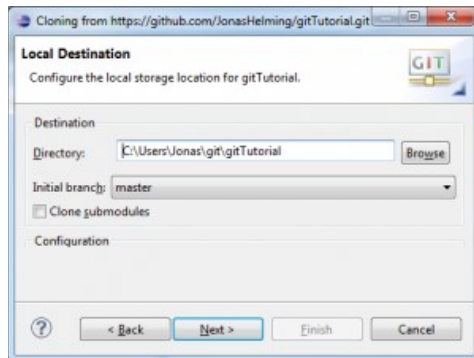 Cloning from https://github.com/JonasHelming/gitTutorial.git
Local Destination
Configure the local storage location for gitTutorial.
GIT
Destination
Directory: C:\Users\Jonas\git\gitTutorial Browse
Initial branch: master
Clone submodules
Configuration
? < Back Next > Finish Cancel